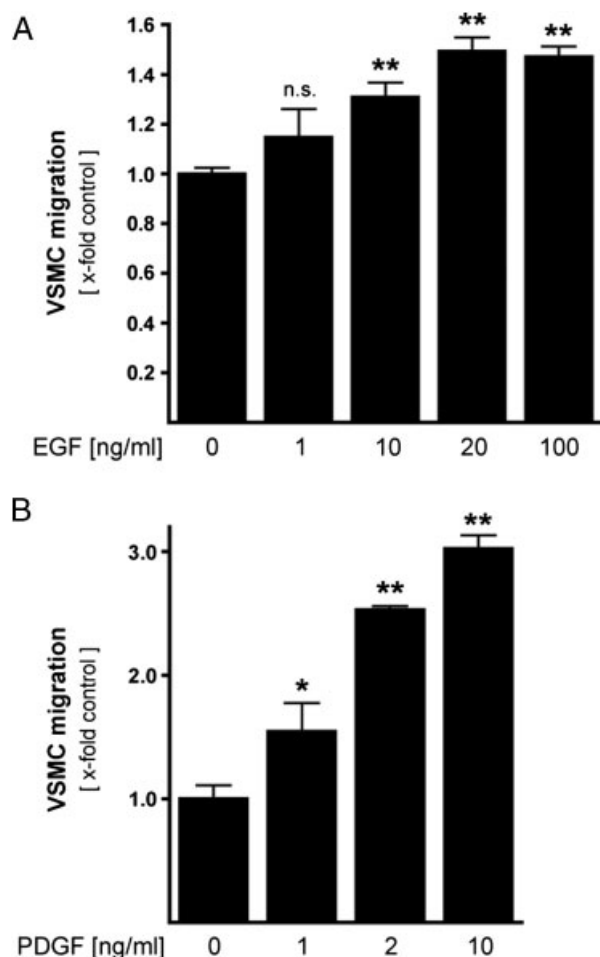 A
VSMC migration
[ x-fold control ]
1.6
1.4
1.2
1.0
0.8
0.6
0.4
0.2
n.s.
**
**
**
EGF [ng/ml] 0 1 10 20 100
B
VSMC migration
[ x-fold control ]
3.0
2.0
1.0
*
**
**
PDGF [ng/ml] 0 1 2 10